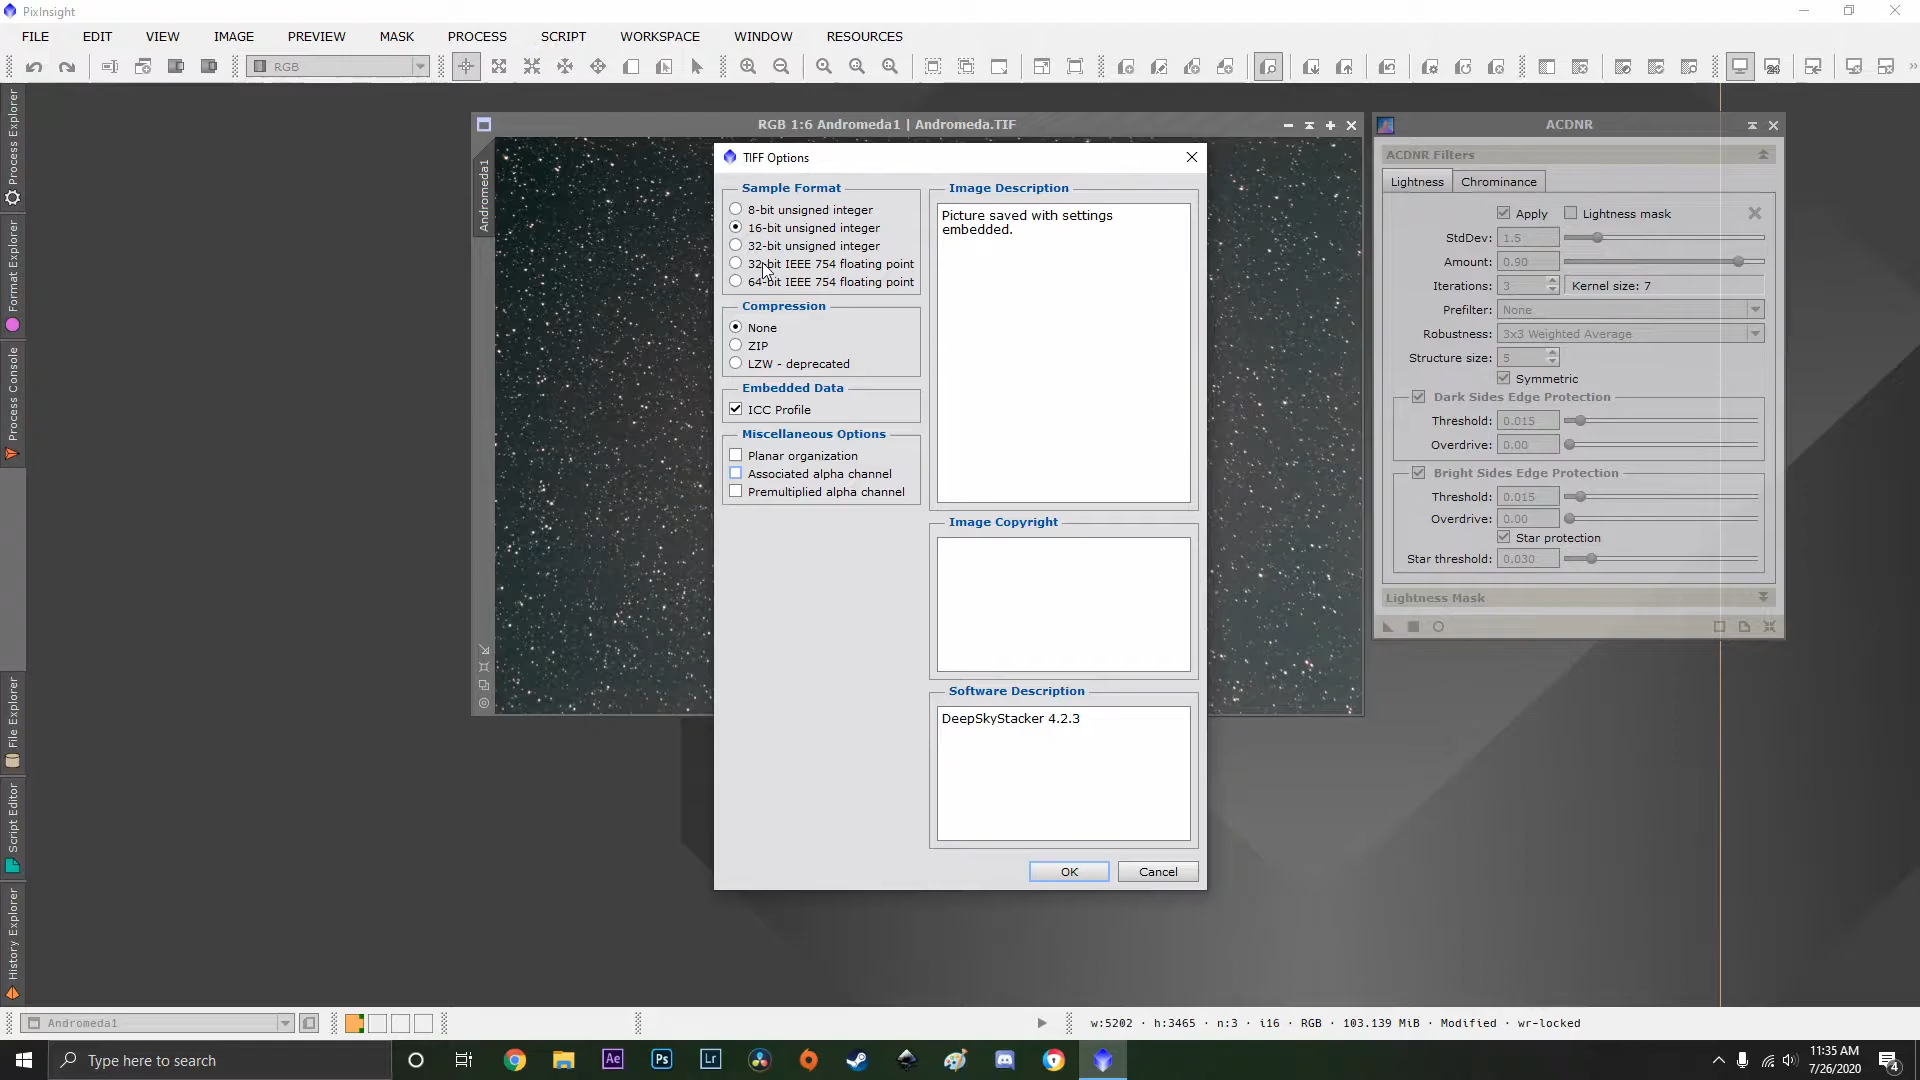 PixInsight
FILE EDIT VIEW IMAGE PREVIEW MASK PROCESS SCRIPT WORKSPACE WINDOW RESOURCES
RGB
24
Process Explorer
Format Explorer
Process Console
File Explorer
Script Editor
History Explorer
RGB 1:6 Andromeda1 | Andromeda.TIF
Andromeda1
TIFF Options
Sample Format
8-bit unsigned integer
16-bit unsigned integer
32-bit unsigned integer
32-bit IEEE 754 floating point
64-bit IEEE 754 floating point
Compression
None
ZIP
LZW - deprecated
Embedded Data
ICC Profile
Miscellaneous Options
Planar organization
Associated alpha channel
Premultiplied alpha channel
Image Description
Picture saved with settings
embedded.
Image Copyright
Software Description
DeepSkyStacker 4.2.3
OK Cancel
ACDNR
ACDNR Filters
Lightness Chrominance
Apply Lightness mask
StdDev: 1.5
Amount: 0.90
Iterations: 3 Kernel size: 7
Prefilter: None
Robustness: 3x3 Weighted Average
Structure size: 5
Symmetric
Dark Sides Edge Protection
Threshold: 0.015
Overdrive: 0.00
Bright Sides Edge Protection
Threshold: 0.015
Overdrive: 0.00
Star protection
Star threshold: 0.030
Lightness Mask
Andromeda1
w:5202 · h:3465 · n:3 · i16 · RGB · 103.139 MiB · Modified · wr-locked
Type here to search
Ae
Ps
Lr
11:35 AM
7/26/2020
4